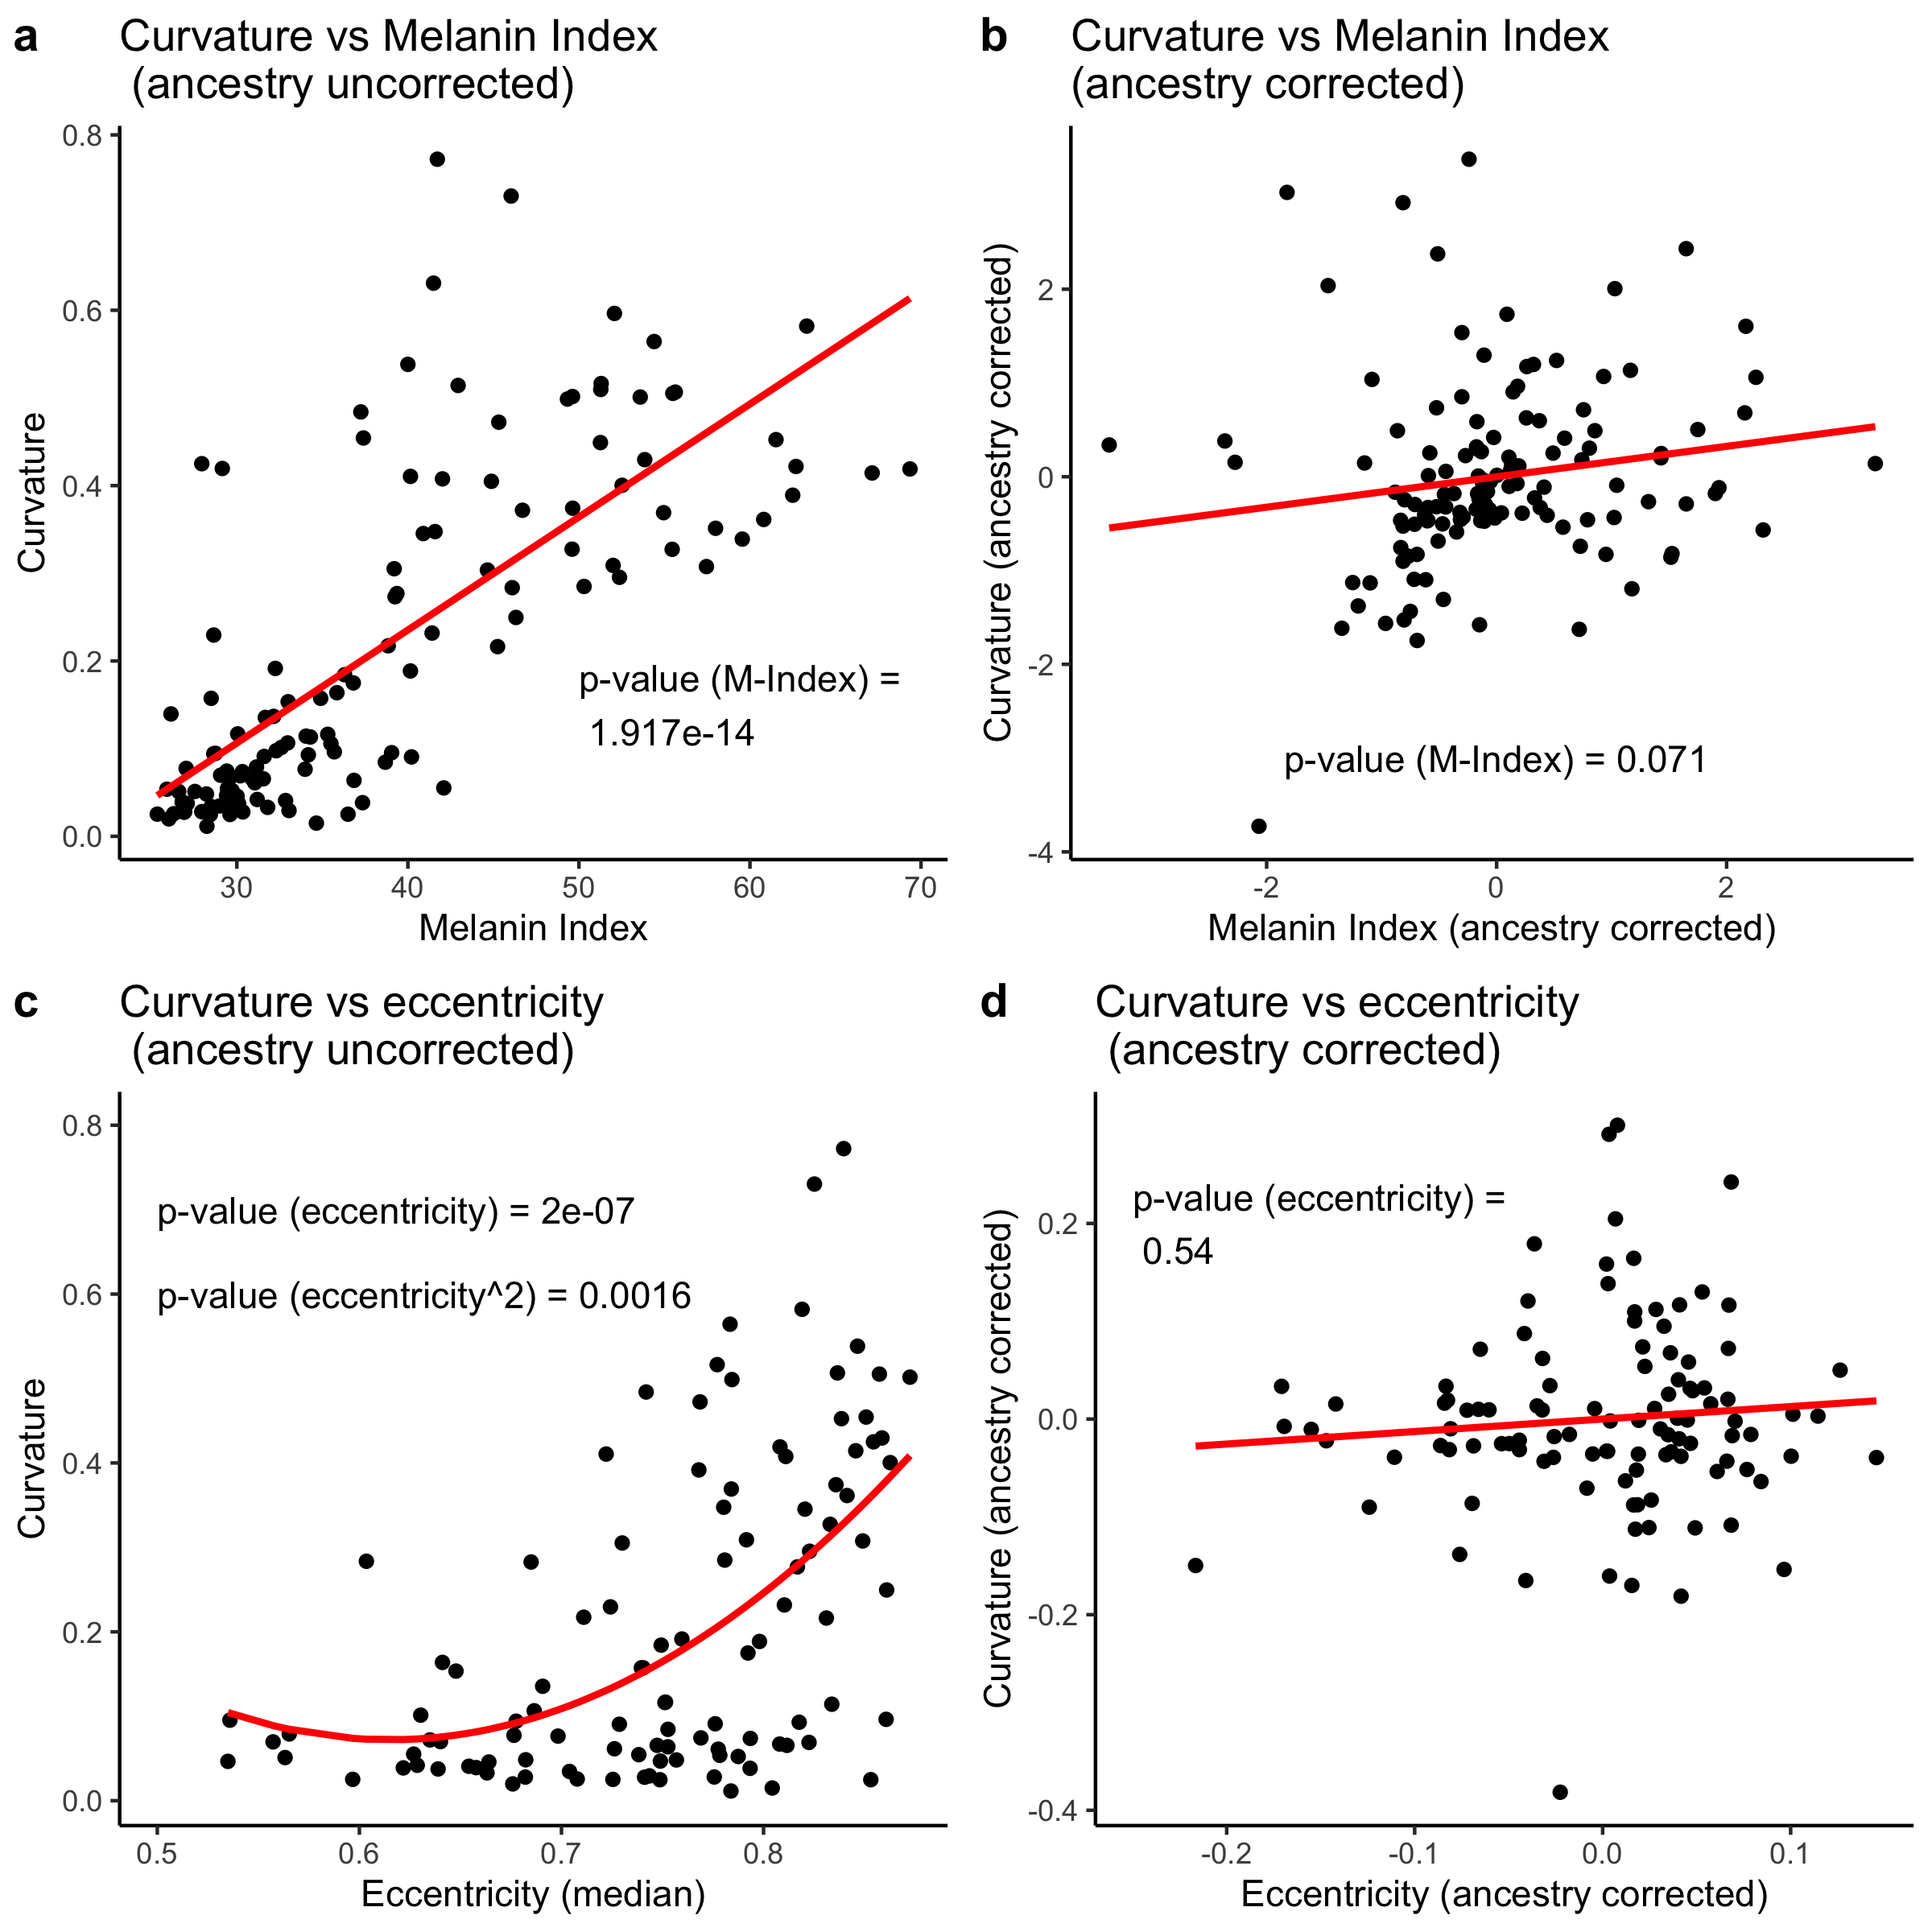 a
Curvature vs Melanin Index
(ancestry uncorrected)
0.8
0.6
0.4
0.2
0.0
Curvature
p-value (M-Index) =
1.917e-14
30 40 50 60 70
Melanin Index
b
Curvature vs Melanin Index
(ancestry corrected)
2
0
-2
-4
Curvature (ancestry corrected)
p-value (M-Index) = 0.071
-2 0 2
Melanin Index (ancestry corrected)
c
Curvature vs eccentricity
(ancestry uncorrected)
0.8
0.6
0.4
0.2
0.0
Curvature
p-value (eccentricity) = 2e-07
p-value (eccentricity^2) = 0.0016
0.5 0.6 0.7 0.8
Eccentricity (median)
d
Curvature vs eccentricity
(ancestry corrected)
0.2
0.0
-0.2
-0.4
Curvature (ancestry corrected)
p-value (eccentricity) =
0.54
-0.2 -0.1 0.0 0.1
Eccentricity (ancestry corrected)